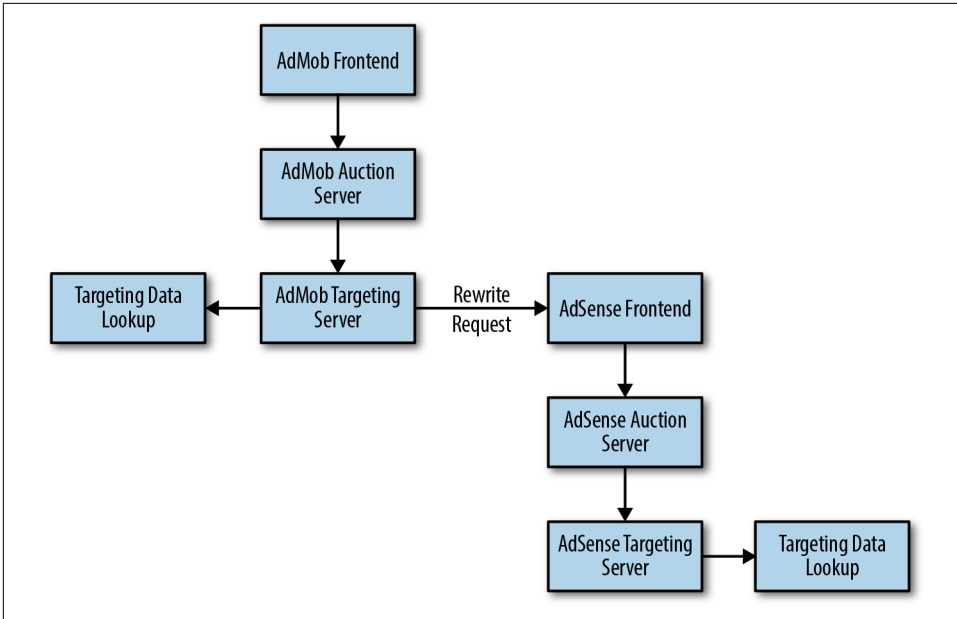 AdMob Frontend
AdMob Auction
Server
Targeting Data
Lookup
AdMob Targeting
Server
Rewrite
Request
AdSense Frontend
AdSense Auction
Server
AdSense Targeting
Server
Targeting Data
Lookup